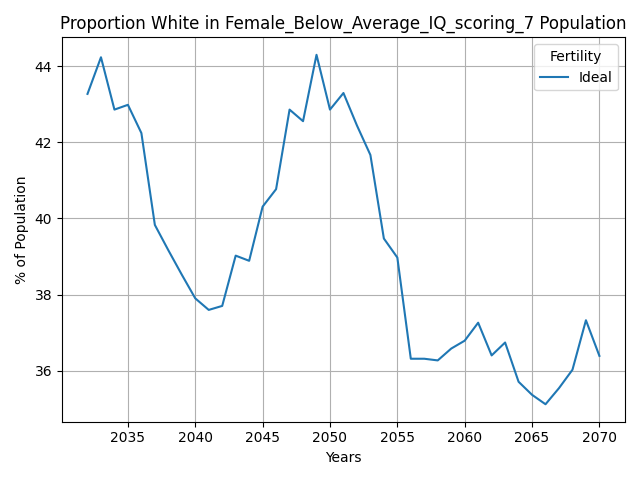 Proportion White in Female_Below_Average_IQ_scoring_7 Population
Fertility
Ideal
% of Population
44
42
40
38
36
2035 2040 2045 2050 2055 2060 2065 2070
Years